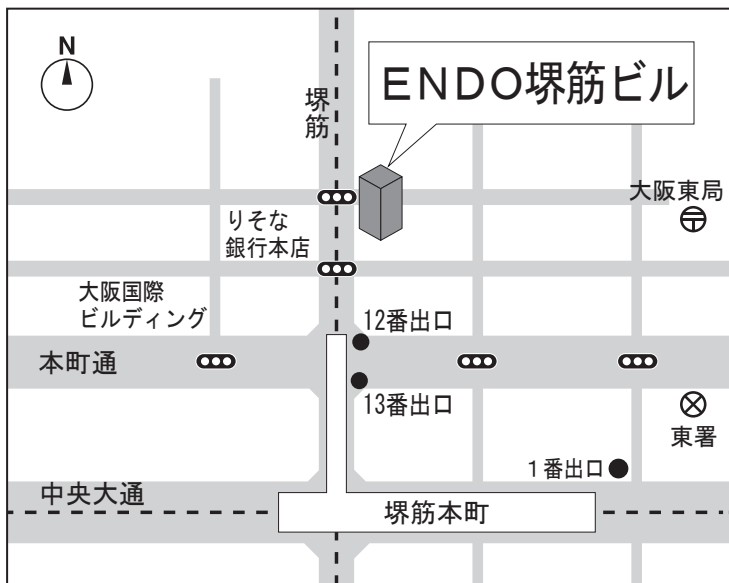 N
堺筋
ENDO堺筋ビル
大阪東局
りそな
銀行本店
大阪国際
ビルディング
12番出口
本町通
13番出口
東署
1番出口
中央大通
堺筋本町